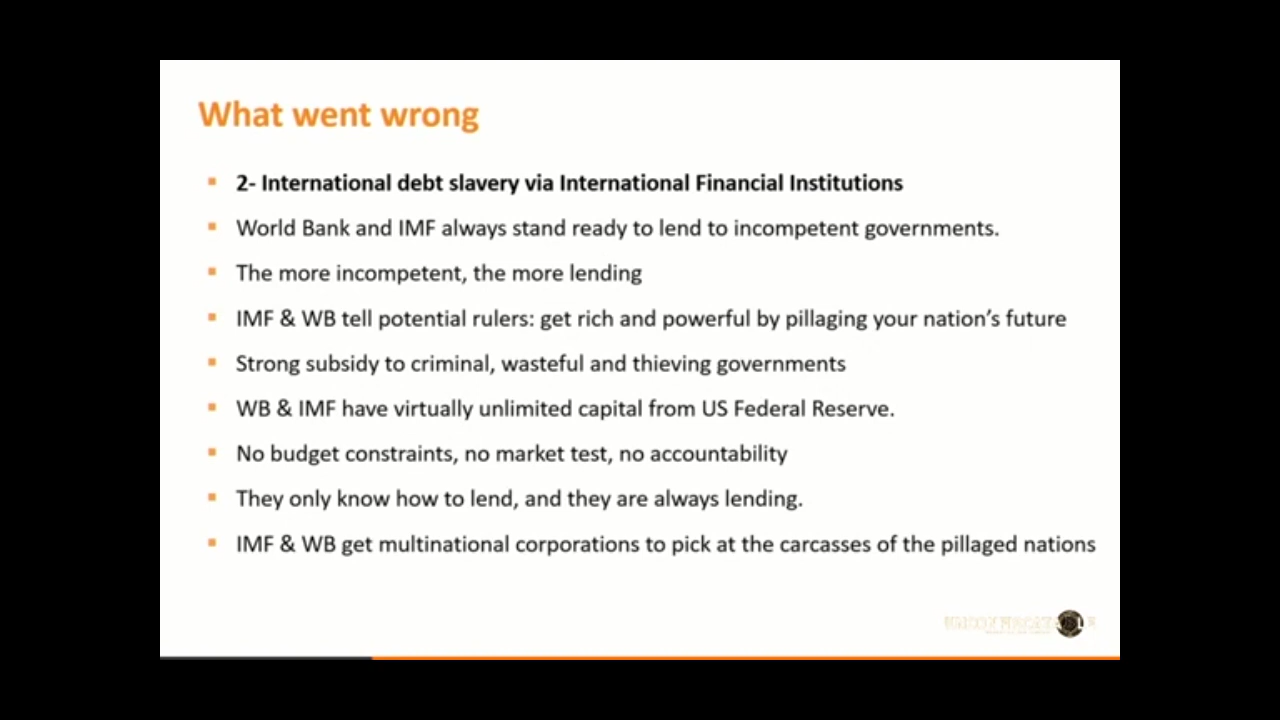 What went wrong
2- International debt slavery via International Financial Institutions
World Bank and IMF always stand ready to lend to incompetent governments.
The more incompetent, the more lending
IMF & WB tell potential rulers: get rich and powerful by pillaging your nation’s future
Strong subsidy to criminal, wasteful and thieving governments
WB & IMF have virtually unlimited capital from US Federal Reserve.
No budget constraints, no market test, no accountability
They only know how to lend, and they are always lending.
IMF & WB get multinational corporations to pick at the carcasses of the pillaged nations